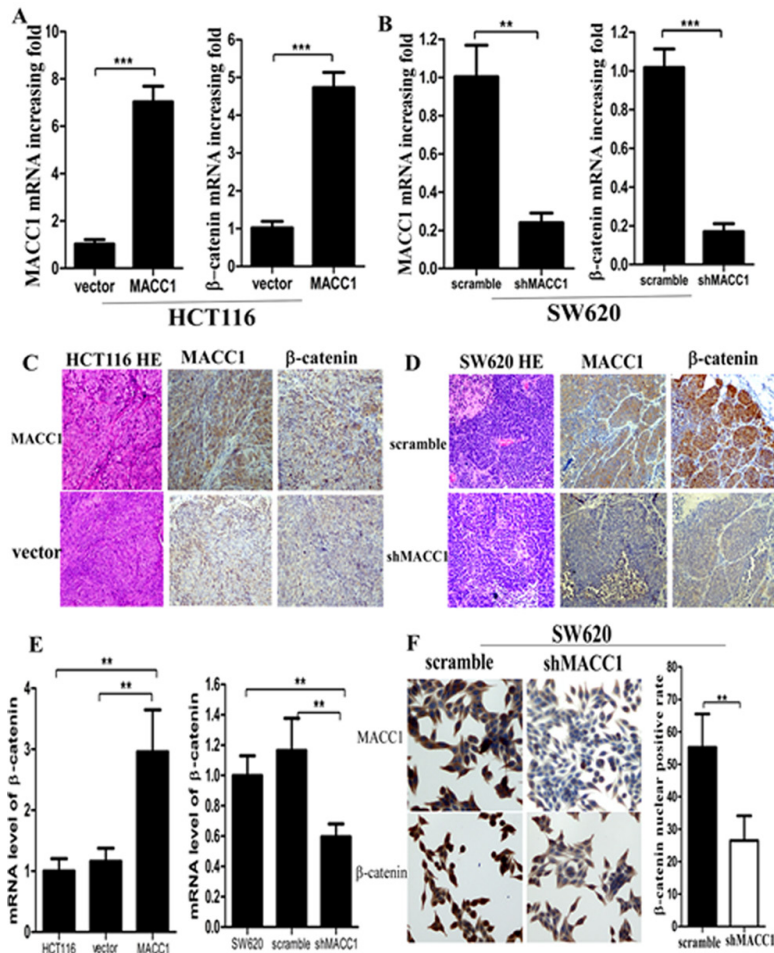 A
MACC1 mRNA increasing fold
8
6
4
2
0
***
vector
MACC1
β-catenin mRNA increasing fold
6
5
4
3
2
1
0
***
vector
MACC1
HCT116
B
MACC1 mRNA increasing fold
1.4
1.2
1.0
0.8
0.6
0.4
0.2
0.0
**
scramble
shMACC1
β-catenin mRNA increasing fold
1.2
1.0
0.8
0.6
0.4
0.2
0.0
***
scramble
shMACC1
SW620
C
HCT116 HE
MACC1
β-catenin
MACC1
vector
D
SW620 HE
MACC1
β-catenin
scramble
shMACC1
E
mRNA level of β-catenin
4
3
2
1
0
**
**
HCT116
vector
MACC1
mRNA level of β-catenin
1.6
1.4
1.2
1.0
0.8
0.6
0.4
0.2
0.0
**
**
SW620
scramble
shMACC1
F
SW620
scramble
shMACC1
MACC1
β-catenin
β-catenin nuclear positive rate
80
70
60
50
40
30
20
10
0
**
scramble
shMACC1